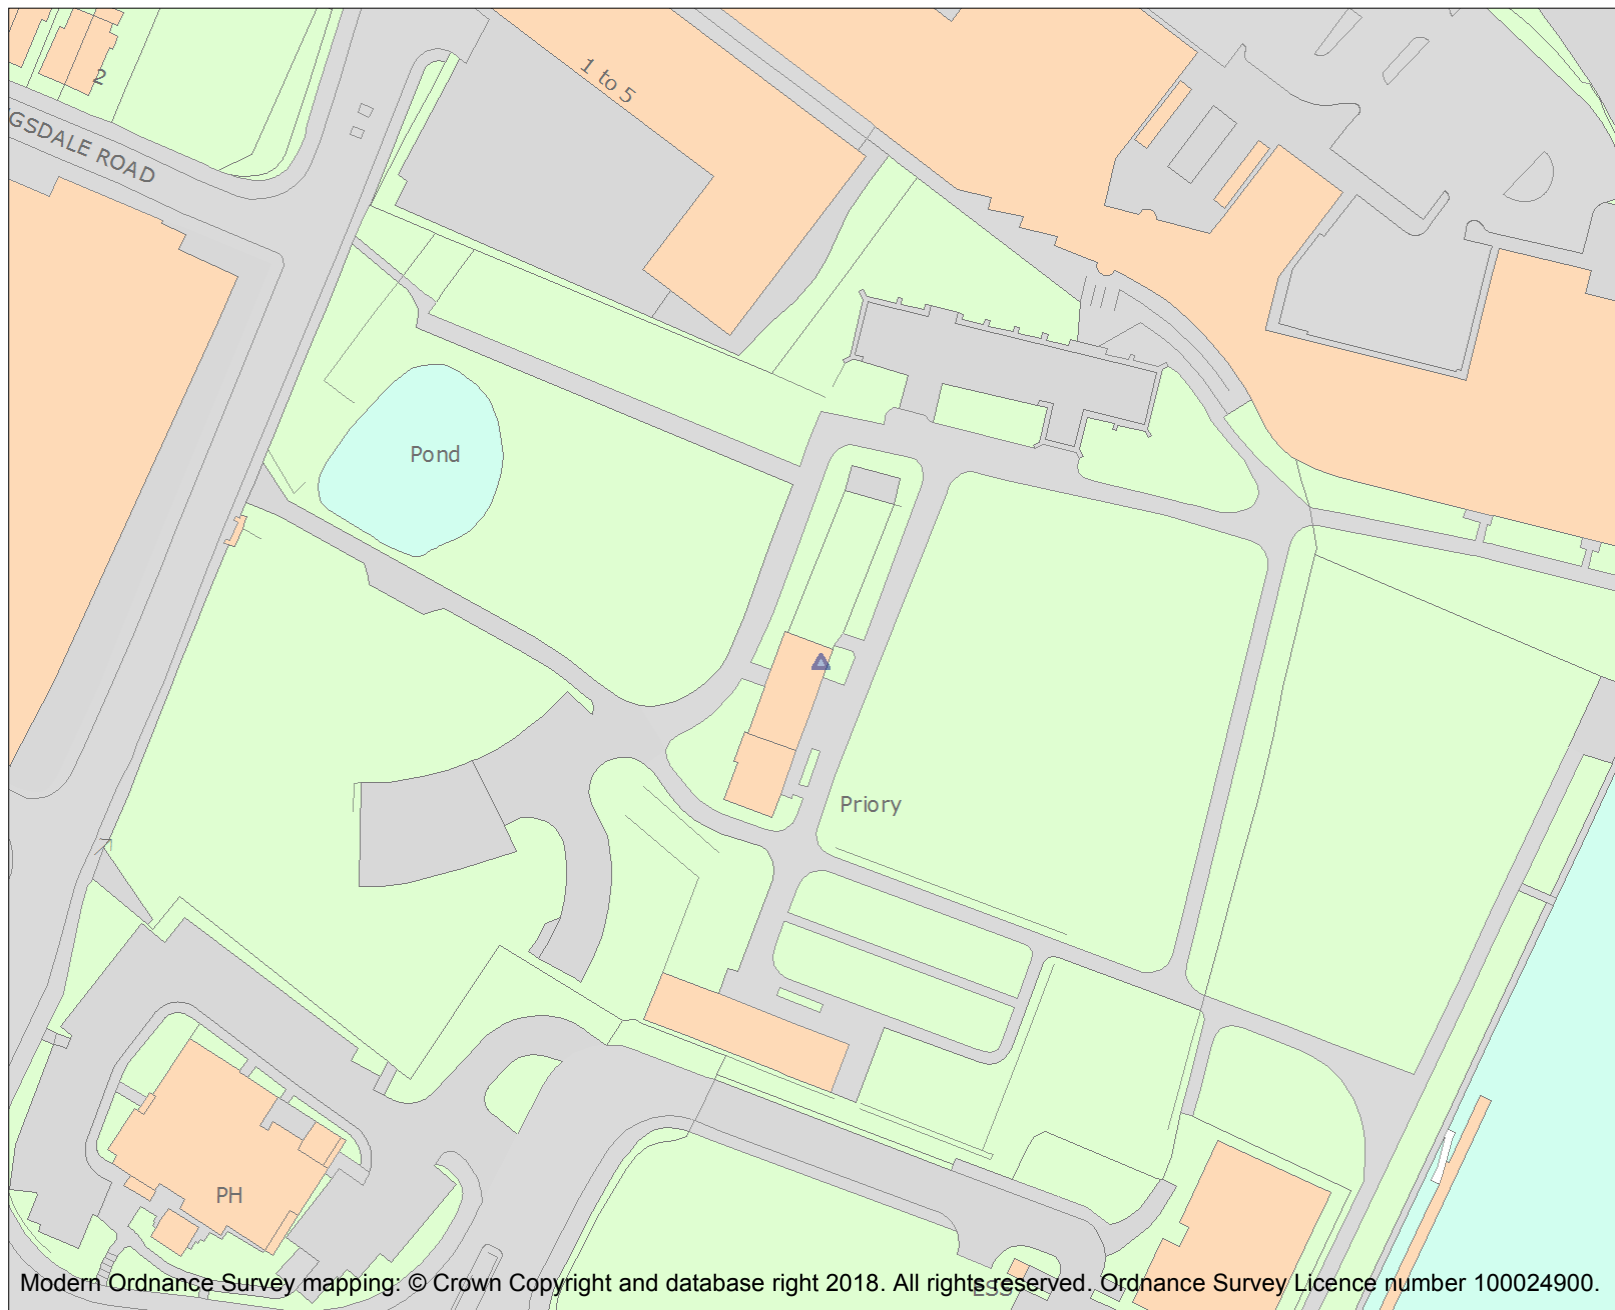 2
1 to 5
GSDALE ROAD
Pond
Priory
PH
ESS
Modern Ordnance Survey mapping: © Crown Copyright and database right 2018. All rights reserved. Ordnance Survey Licence number 100024900.